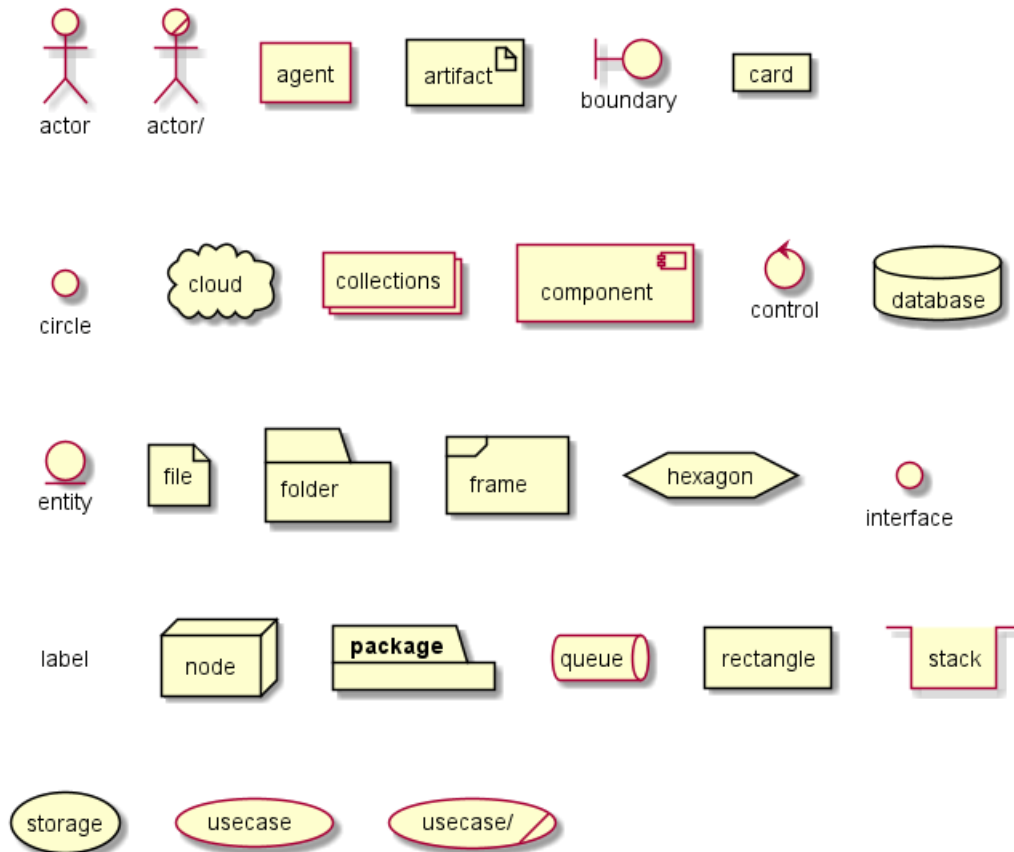 actor
actor/
agent
artifact
boundary
card
circle
cloud
collections
component
control
database
entity
file
folder
frame
hexagon
interface
label
node
package
queue
rectangle
stack
storage
usecase
usecase/